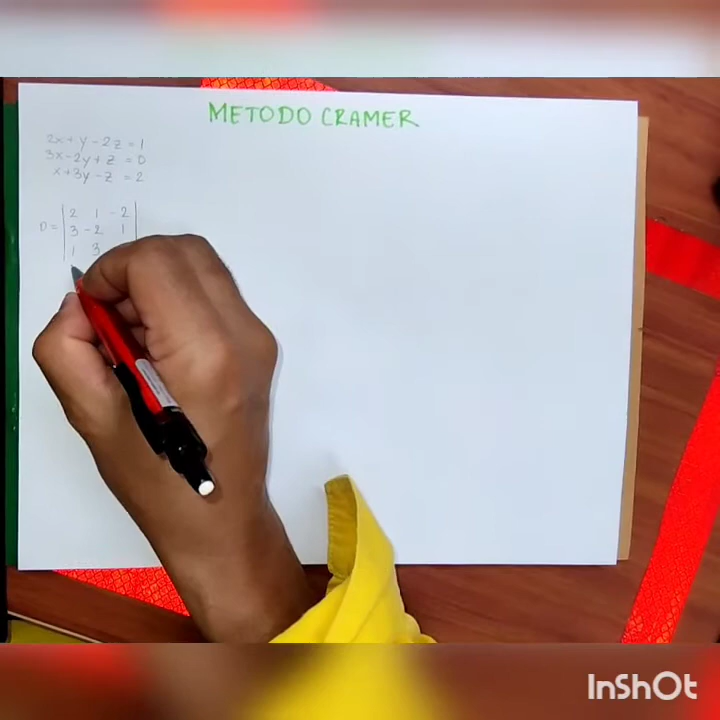 METODO CRAMER
2x+y-2z=1
3x-2y+z=0
x+3y-z=2
2 1 -2
D= 3 -2 1
1 3
InShOt